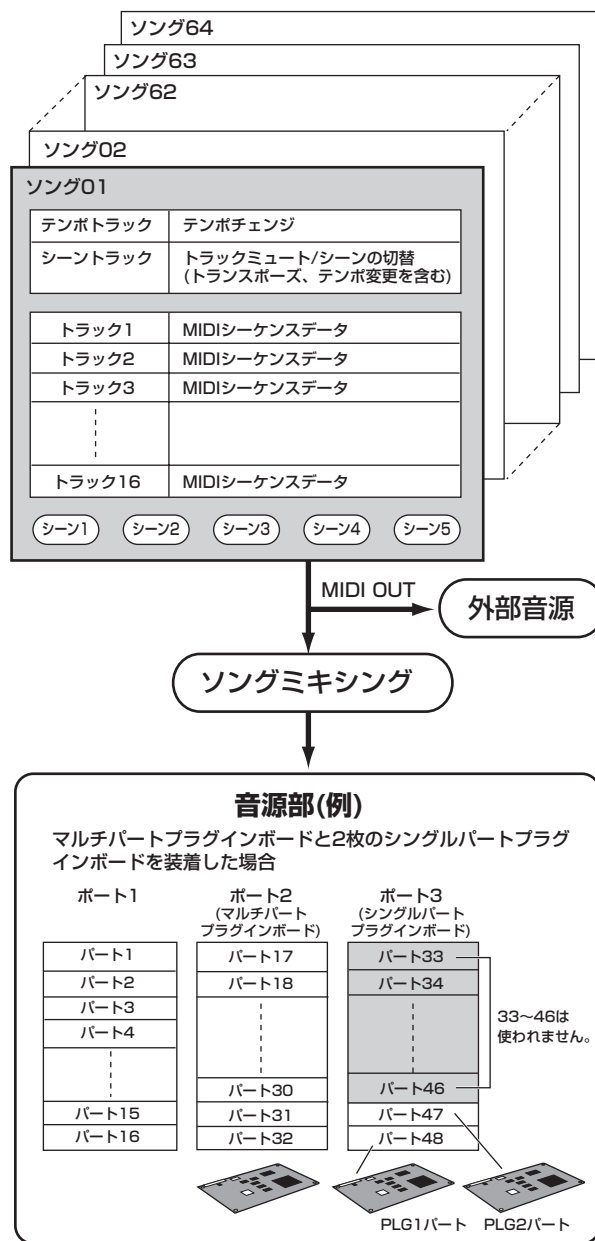 ソング64
ソング63
ソング62
ソング02
ソング01
テンポトラック テンポチェンジ
シーントラック トラックミュート/シーンの切替
(トランスポーズ、テンポ変更を含む)
トラック1 MIDIシーケンスデータ
トラック2 MIDIシーケンスデータ
トラック3 MIDIシーケンスデータ
トラック16 MIDIシーケンスデータ
シーン1 シーン2 シーン3 シーン4 シーン5
MIDI OUT
外部音源
ソングミキシング
音源部(例)
マルチパートプラグインボードと2枚のシングルパートプラグ
インボードを装着した場合
ポート1
パート1
パート2
パート3
パート4
パート15
パート16
ポート2
(マルチパート
プラグインボード)
パート17
パート18
パート30
パート31
パート32
ポート3
(シングルパート
プラグインボード)
パート33
パート34
パート46
パート47
パート48
33〜46は
使われません。
PLG1パート PLG2パート